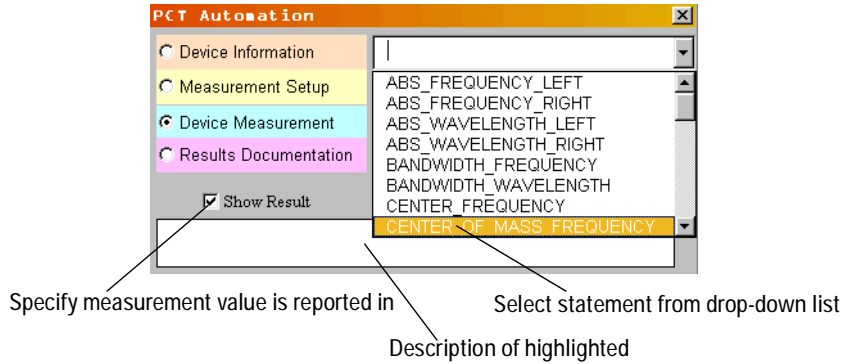 PCT Automation
Device Information
Measurement Setup
Device Measurement
Results Documentation
Show Result
ABS_FREQUENCY_LEFT
ABS_FREQUENCY_RIGHT
ABS_WAVELENGTH_LEFT
ABS_WAVELENGTH_RIGHT
BANDWIDTH_FREQUENCY
BANDWIDTH_WAVELENGTH
CENTER_FREQUENCY
CENTER_OF_MASS_FREQUENCY
Specify measurement value is reported in
Select statement from drop-down list
Description of highlighted